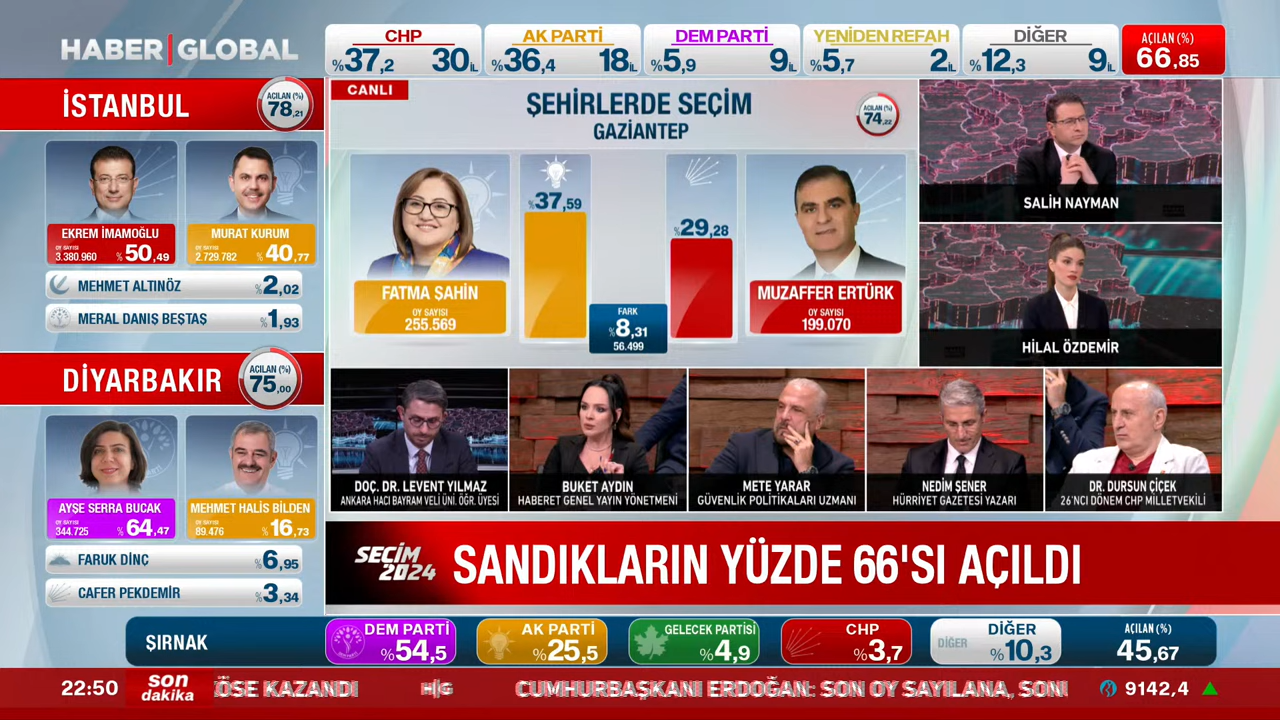 HABER GLOBAL
CHP
%37,2 30İL
AK PARTİ
%36,4 18İL
DEM PARTİ
%5,9 9İL
YENİDEN REFAH
%5,7 2İL
DİĞER
%12,3 9İL
AÇILAN (%)
66,85
İSTANBUL
AÇILAN (%)
78,21
EKREM İMAMOĞLU
OY SAYISI
3.380.960 %50,49
MURAT KURUM
OY SAYISI
2.729.782 %40,77
MEHMET ALTINÖZ %2,02
MERAL DANIŞ BEŞTAŞ %1,93
DİYARBAKIR
AÇILAN (%)
75,00
AYŞE SERRA BUCAK
OY SAYISI
344.725 %64,47
MEHMET HALİS BİLDEN
OY SAYISI
89.476 %16,73
FARUK DİNÇ %6,95
CAFER PEKDEMİR %3,34
CANLI
ŞEHİRLERDE SEÇİM
GAZİANTEP
AÇILAN (%)
74,22
FATMA ŞAHİN
OY SAYISI
255.569
%37,59
FARK
%8,31
56.499
%29,28
MUZAFFER ERTÜRK
OY SAYISI
199.070
SALİH NAYMAN
HİLAL ÖZDEMİR
DOÇ. DR. LEVENT YILMAZ
ANKARA HACI BAYRAM VELİ ÜNİ. ÖĞR. ÜYESİ
BUKET AYDIN
HABERET GENEL YAYIN YÖNETMENİ
METE YARAR
GÜVENLİK POLİTİKALARI UZMANI
NEDİM ŞENER
HÜRRİYET GAZETESİ YAZARI
DR. DURSUN ÇİÇEK
26'NCI DÖNEM CHP MİLLETVEKİLİ
SEÇİM
2024
SANDIKLARIN YÜZDE 66'SI AÇILDI
ŞIRNAK
DEM PARTİ
%54,5
AK PARTİ
%25,5
GELECEK PARTİSİ
%4,9
CHP
%3,7
DİĞER
DİĞER
%10,3
AÇILAN (%)
45,67
22:50 son dakika ÖSE KAZANDI H|G CUMHURBAŞKANI ERDOĞAN: SON OY SAYILANA, SON 9142,4